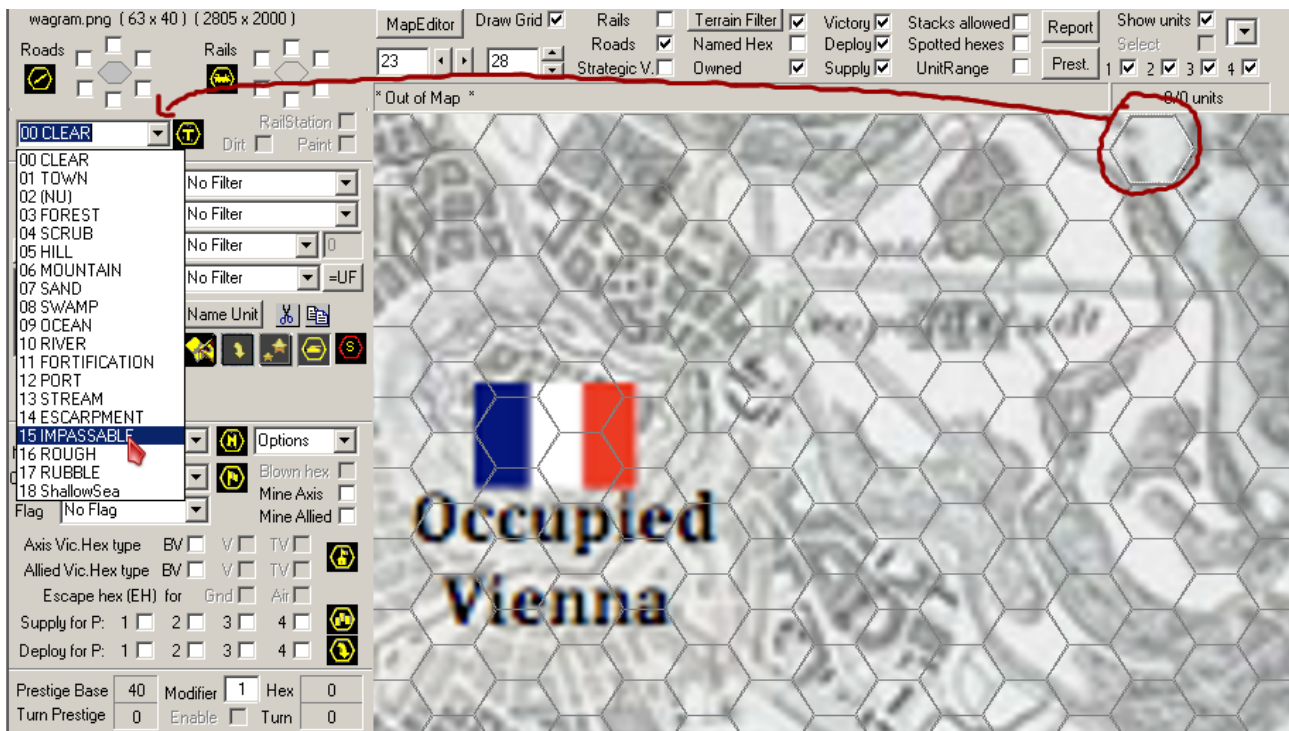 wagram.png ( 63 x 40 ) ( 2805 x 2000 )
MapEditor Draw Grid Rails Terrain Filter Victory Stacks allowed Report Show units
Roads Rails Roads Named Hex Deploy Spotted hexes Select
23 28 Strategic V. Owned Supply UnitRange Prest. 1 2 3 4
* Out of Map * 0/0 units
00 CLEAR T RailStation
Dirt Paint
00 CLEAR
01 TOWN No Filter
02 (NU)
03 FOREST No Filter
04 SCRUB
05 HILL No Filter 0
06 MOUNTAIN No Filter =UF
07 SAND
08 SWAMP Name Unit
09 OCEAN
10 RIVER S
11 FORTIFICATION
12 PORT
13 STREAM
14 ESCARPMENT
15 IMPASSABLE N Options
16 ROUGH Blown hex
17 RUBBLE Mine Axis
18 ShallowSea
Flag No Flag Mine Allied
Axis Vic.Hex type BV V TV
Allied Vic.Hex type BV V TV
Escape hex (EH) for Gnd Air
Supply for P: 1 2 3 4
Deploy for P: 1 2 3 4
Prestige Base 40 Modifier 1 Hex 0
Turn Prestige 0 Enable Turn 0
Occupied
Vienna